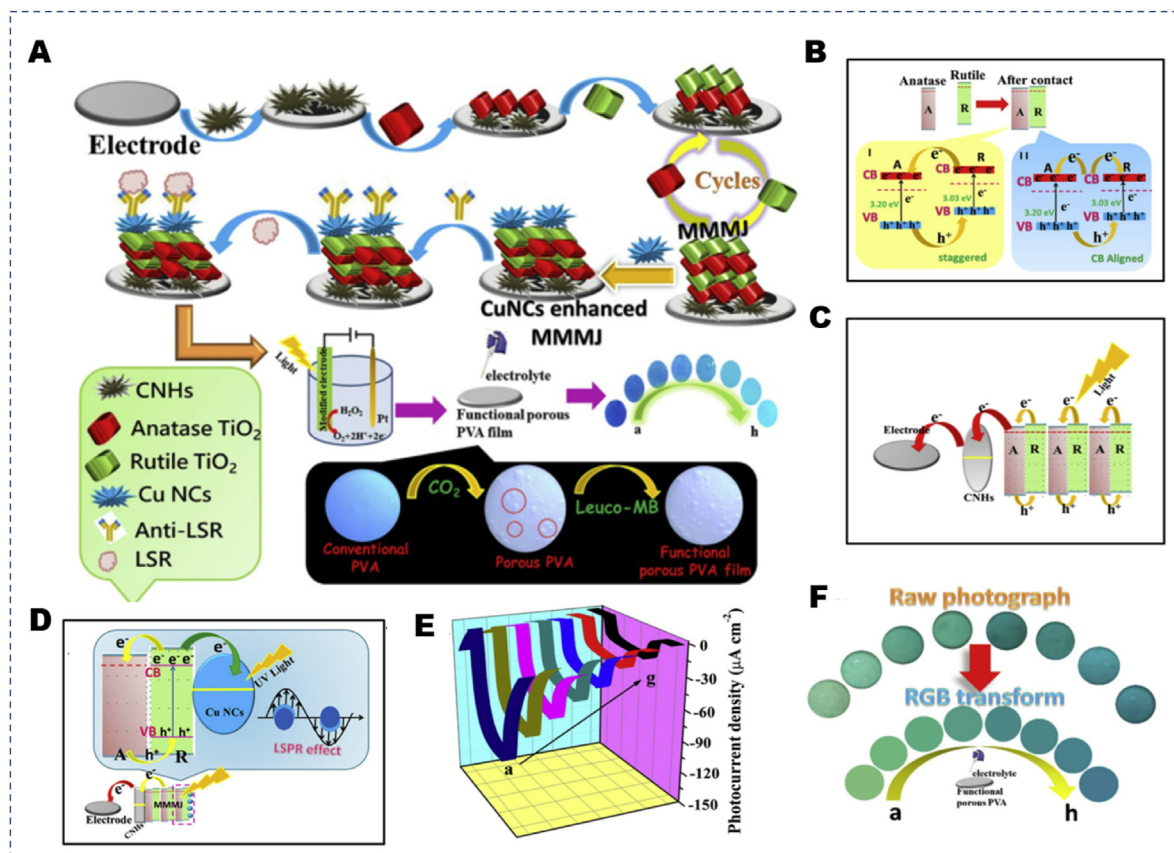 A
Electrode
Cycles
MMMJ
CuNCs enhanced
MMMJ
Light
Modified electrode
H₂O₂
O₂+2H⁺+2e⁻
Pt
electrolyte
Functional porous
PVA film
a
h
CNHs
Anatase TiO₂
Rutile TiO₂
Cu NCs
Anti-LSR
LSR
CO₂
Leuco-MB
Conventional
PVA
Porous PVA
Functional
porous PVA film
B
Anatase
Rutile
After contact
A
R
A
R
I
A
e⁻
R
CB
e⁻ e⁻ e⁻
CB
e⁻ e⁻ e⁻
3.20 eV
3.03 eV
e⁻
VB
h⁺h⁺h⁺
VB
h⁺h⁺h⁺
h⁺
staggered
II
A
e⁻
e⁻
R
CB
e⁻ e⁻ e⁻
CB
e⁻ e⁻ e⁻
3.20 eV
3.03 eV
e⁻
e⁻
VB
h⁺h⁺h⁺
VB
h⁺h⁺h⁺
h⁺
CB Aligned
C
Light
e⁻
e⁻
e⁻
e⁻
e⁻
Electrode
A
R
A
R
A
R
CNHs
h⁺
h⁺
h⁺
D
e⁻
e⁻
e⁻ e⁻ e⁻
CB
UV Light
Cu NCs
VB
h⁺ h⁺
A
h⁺
R
LSPR effect
e⁻
e⁻
MMMJ
Electrode
CNHs
E
a
g
0
-30
-60
-90
-120
-150
Photocurrent density (μA cm⁻²)
F
Raw photograph
RGB transform
electrolyte
Functional
porous PVA
a
h